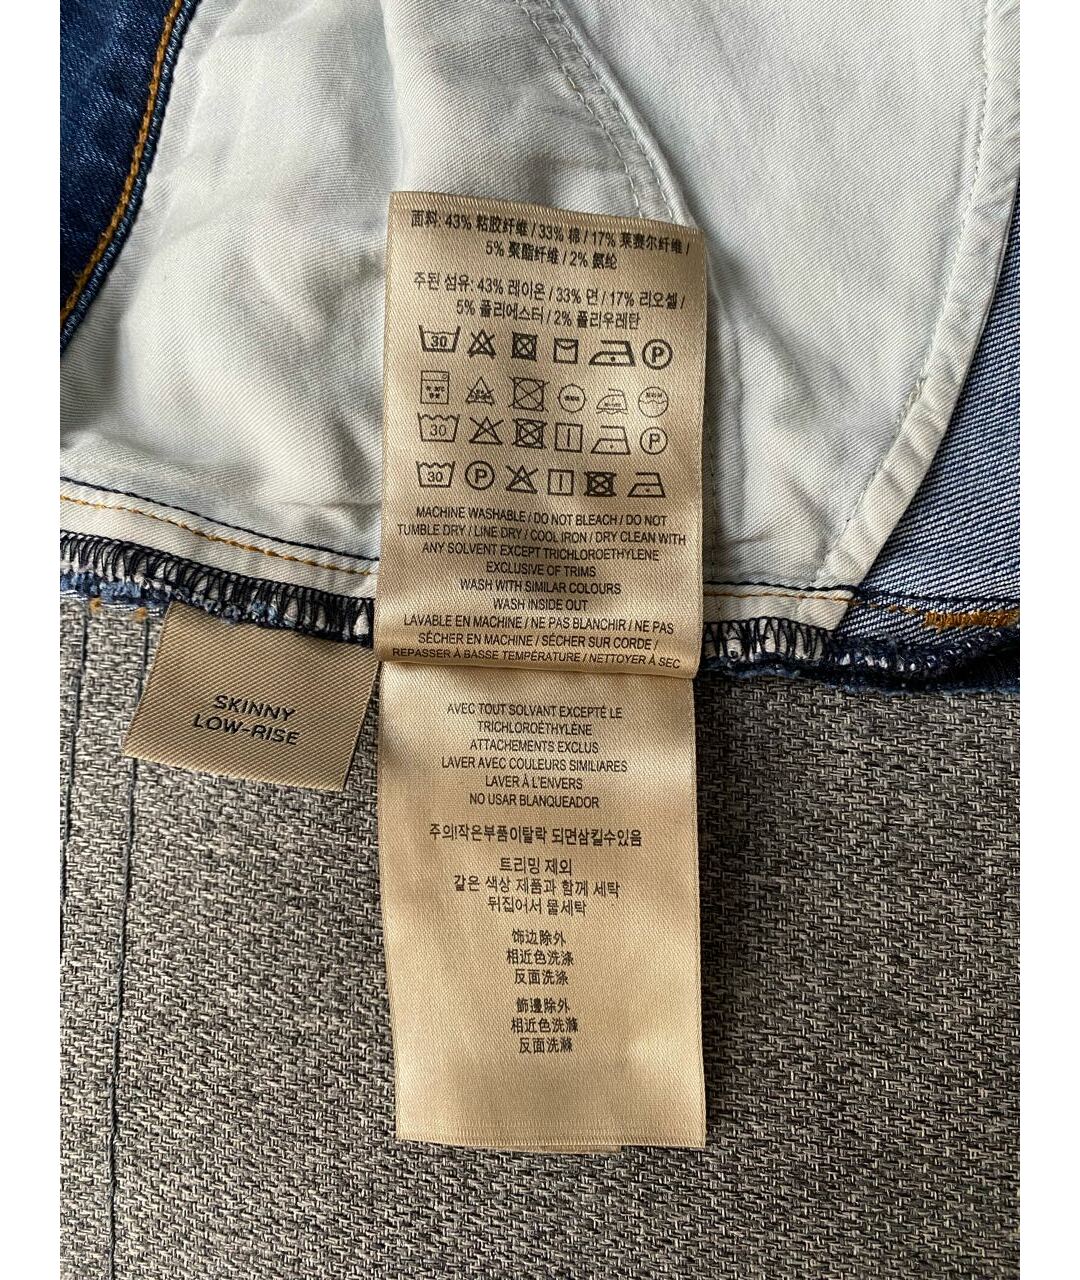 面料: 43% 粘胶纤维 / 33% 棉 / 17% 莱赛尔纤维 /
5% 聚酯纤维 / 2% 氨纶
주된 섬유: 43% 레이온 / 33% 면 / 17% 리오셀 /
5% 폴리에스터 / 2% 폴리우레탄
30 P
30 P
30 P
MACHINE WASHABLE / DO NOT BLEACH / DO NOT
TUMBLE DRY / LINE DRY / COOL IRON / DRY CLEAN WITH
ANY SOLVENT EXCEPT TRICHLOROETHYLENE
EXCLUSIVE OF TRIMS
WASH WITH SIMILAR COLOURS
WASH INSIDE OUT
LAVABLE EN MACHINE / NE PAS BLANCHIR / NE PAS
SÉCHER EN MACHINE / SÉCHER SUR CORDE /
REPASSER À BASSE TEMPÉRATURE / NETTOYER À SEC
SKINNY
LOW-RISE
AVEC TOUT SOLVANT EXCEPTÉ LE
TRICHLOROÉTHYLÈNE
ATTACHEMENTS EXCLUS
LAVER AVEC COULEURS SIMILIARES
LAVER À L'ENVERS
NO USAR BLANQUEADOR
주의!작은부품이탈락 되면삼킬수있음
트리밍 제외
같은 색상 제품과 함께 세탁
뒤집어서 물세탁
饰边除外
相近色洗涤
反面洗涤
飾邊除外
相近色洗滌
反面洗滌